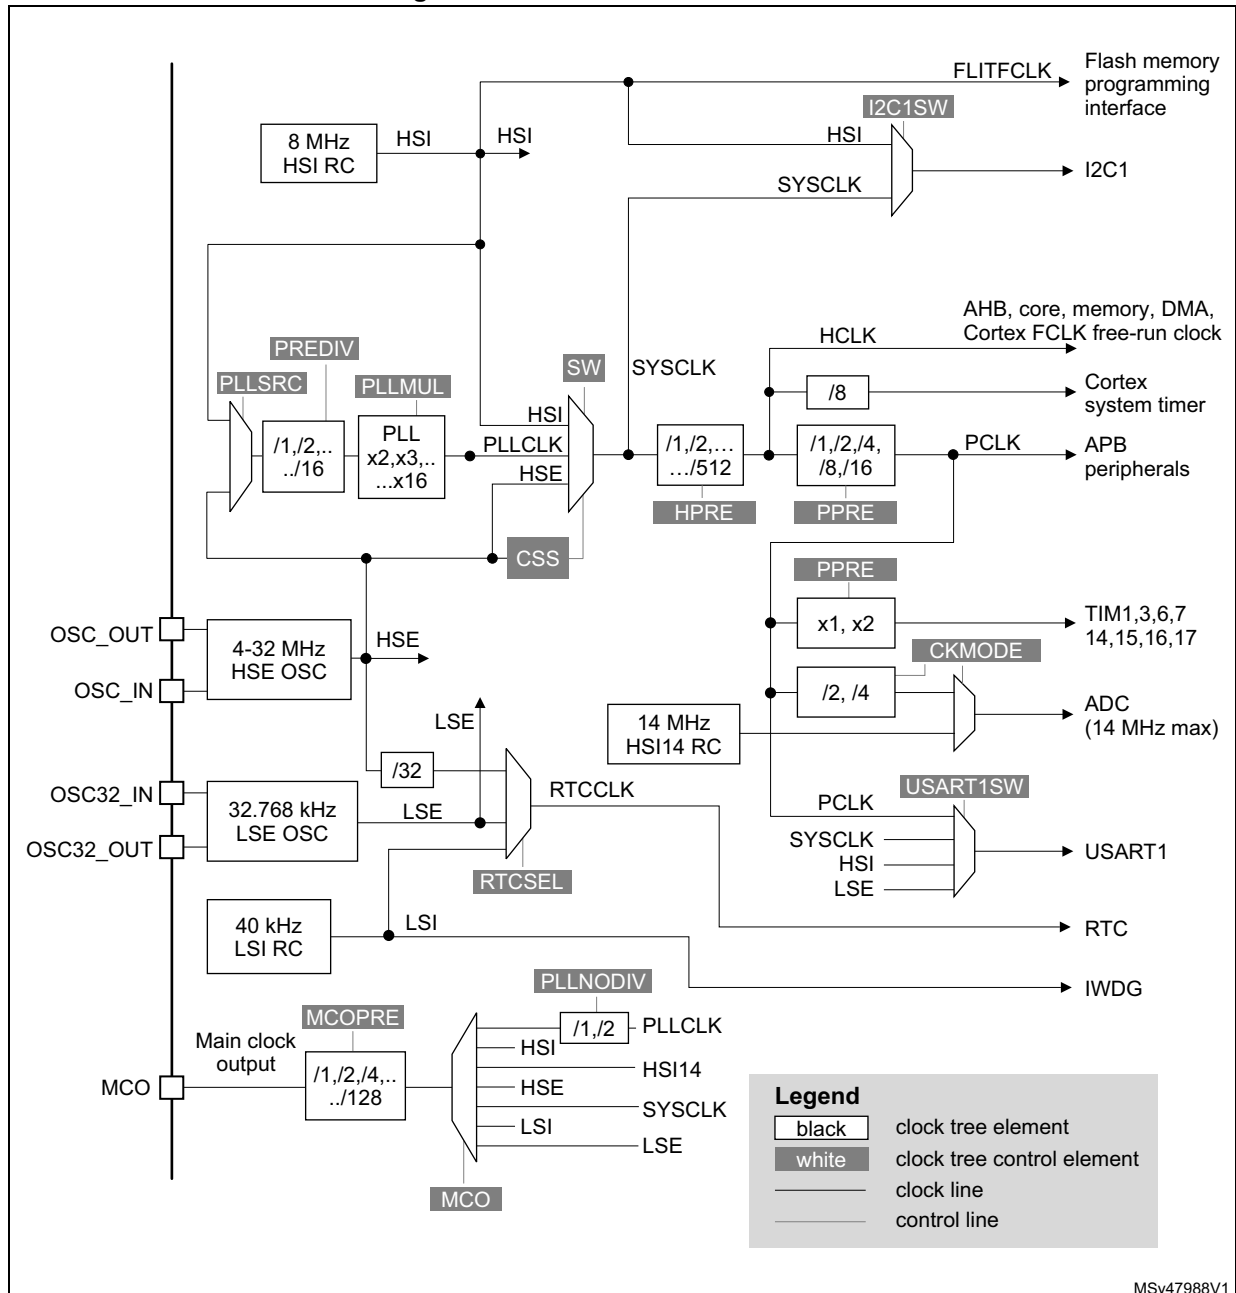 FLITFCLK
Flash memory
programming
interface
I2C1SW
8 MHz
HSI RC
HSI
HSI
HSI
SYSCLK
I2C1
AHB, core, memory, DMA,
Cortex FCLK free-run clock
HCLK
PREDIV
PLLSRC
PLLMUL
SW
SYSCLK
/8
Cortex
system timer
HSI
/1,/2,..
../16
PLL
x2,x3,..
...x16
PLLCLK
HSE
/1,/2,...
.../512
/1,/2,/4,
/8,/16
PCLK
APB
peripherals
HPRE
PPRE
CSS
PPRE
OSC_OUT
OSC_IN
4-32 MHz
HSE OSC
HSE
x1, x2
TIM1,3,6,7
14,15,16,17
CKMODE
/2, /4
ADC
(14 MHz max)
14 MHz
HSI14 RC
LSE
/32
RTCCLK
OSC32_IN
OSC32_OUT
32.768 kHz
LSE OSC
LSE
RTCSEL
PCLK
USART1SW
SYSCLK
HSI
LSE
USART1
40 kHz
LSI RC
LSI
RTC
IWDG
PLLNODIV
MCOPRE
Main clock
output
MCO
/1,/2,/4,..
../128
/1,/2
PLLCLK
HSI
HSI14
HSE
SYSCLK
LSI
LSE
MCO
Legend
black
clock tree element
white
clock tree control element
clock line
control line
MSv47988V1